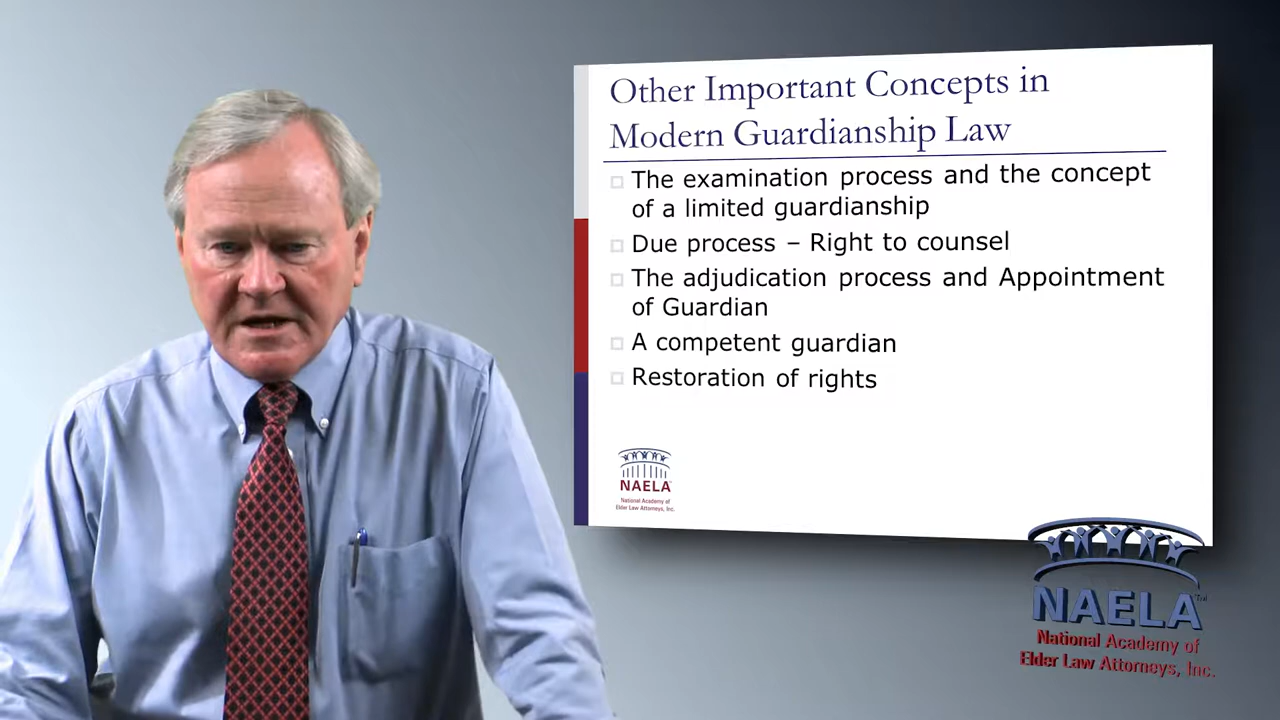 Other Important Concepts in
Modern Guardianship Law
The examination process and the concept
of a limited guardianship
Due process – Right to counsel
The adjudication process and Appointment
of Guardian
A competent guardian
Restoration of rights
NAELA
National Academy of
Elder Law Attorneys, Inc.
NAELA
National Academy of
Elder Law Attorneys, Inc.